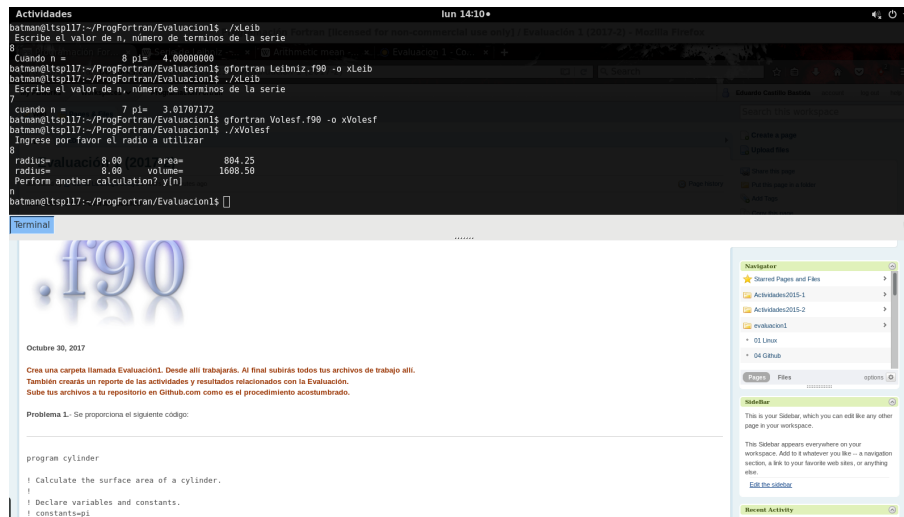 Actividades
lun 14:10
batman@ltsp117:~/ProgFortran/Evaluacion1$ ./xLeib
Escribe el valor de n, número de terminos de la serie
8
Cuando n = 8 pi= 4.00000000
batman@ltsp117:~/ProgFortran/Evaluacion1$ gfortran Leibniz.f90 -o xLeib
batman@ltsp117:~/ProgFortran/Evaluacion1$ ./xLeib
Escribe el valor de n, número de terminos de la serie
7
cuando n = 7 pi= 3.01707172
batman@ltsp117:~/ProgFortran/Evaluacion1$ gfortran Volesf.f90 -o xVolesf
batman@ltsp117:~/ProgFortran/Evaluacion1$ ./xVolesf
Ingrese por favor el radio a utilizar
8
radius= 8.00 area= 804.25
radius= 8.00 volume= 1608.50
Perform another calculation? y[n]
n
batman@ltsp117:~/ProgFortran/Evaluacion1$
Terminal
.f90
Octubre 30, 2017
Crea una carpeta llamada Evaluación1. Desde allí trabajarás. Al final subirás todos tus archivos de trabajo allí.
También crearás un reporte de las actividades y resultados relacionados con la Evaluación.
Sube tus archivos a tu repositorio en Github.com como es el procedimiento acostumbrado.
Problema 1.- Se proporciona el siguiente código:
program cylinder
! Calculate the surface area of a cylinder.
!
! Declare variables and constants.
! constants=pi
Create a page
Upload files
Navigator
Starred Pages and Files
Actividades2015-1
Actividades2015-2
evaluacion1
01 Linux
04 Github
Pages Files options
SideBar
This is your Sidebar, which you can edit like any other
page in your workspace.
This Sidebar appears everywhere on your
workspace. Add to it whatever you like -- a navigation
section, a link to your favorite web sites, or anything
else.
Edit the sidebar
Recent Activity